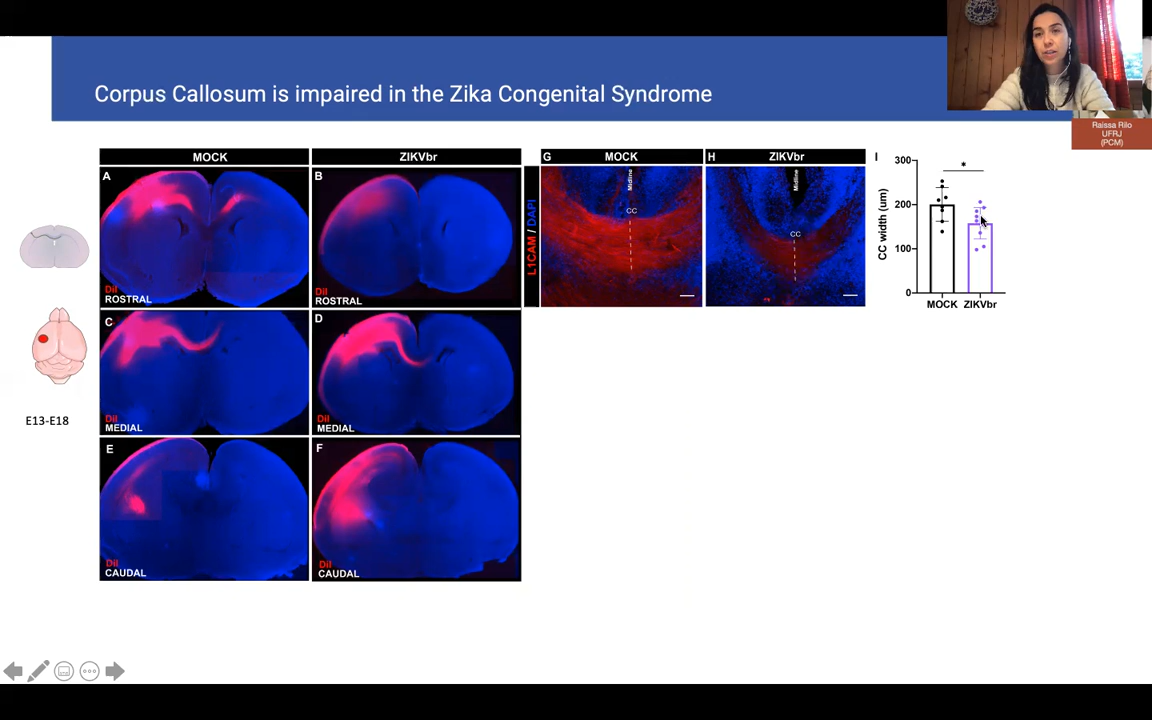 Corpus Callosum is impaired in the Zika Congenital Syndrome
Raissa Rilo
UFRJ
(PCM)
MOCK
ZIKVbr
A
DiI
ROSTRAL
B
DiI
ROSTRAL
C
DiI
MEDIAL
D
DiI
MEDIAL
E
DiI
CAUDAL
F
DiI
CAUDAL
E13-E18
L1CAM / DAPI
G
MOCK
Midline
CC
H
ZIKVbr
Midline
CC
I
*
CC width (um)
300
200
100
0
MOCK
ZIKVbr